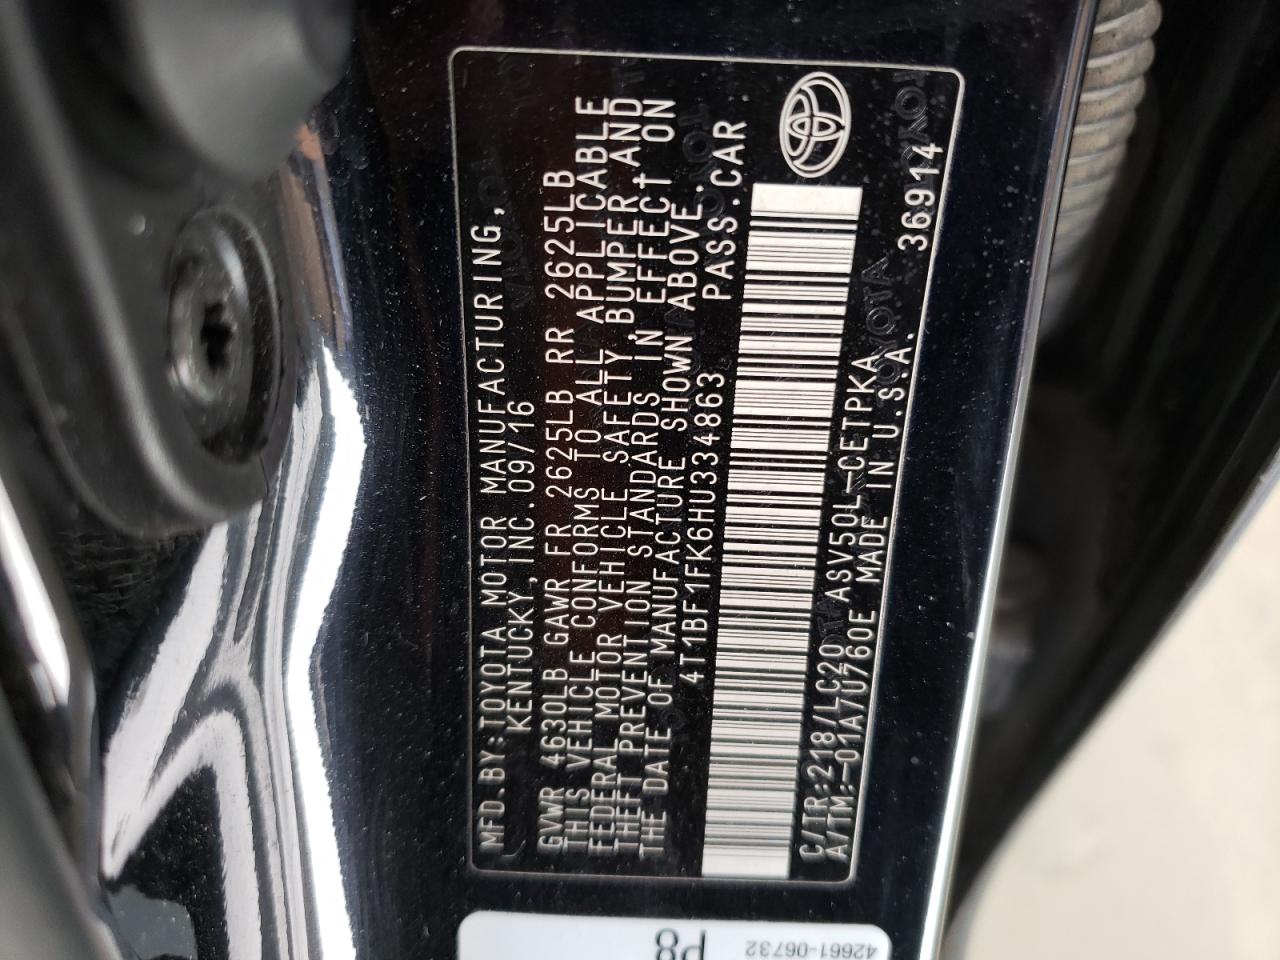 MFD.BY:TOYOTA MOTOR MANUFACTURING,
KENTUCKY, INC. 09/16
GVWR 4630LB GAWR FR 2625LB RR 2625LB
THIS VEHICLE CONFORMS TO ALL APPLICABLE
FEDERAL MOTOR VEHICLE SAFETY, BUMPER, AND
THEFT PREVENTION STANDARDS IN EFFECT ON
THE DATE OF MANUFACTURE SHOWN ABOVE.
4T1BF1FK6HU334863 PASS.CAR
C/TR:218/LC20 ASV50L-CETPKA
A/TM:-01A/U760E MADE IN U.S.A. 36914
P8
42661-06732